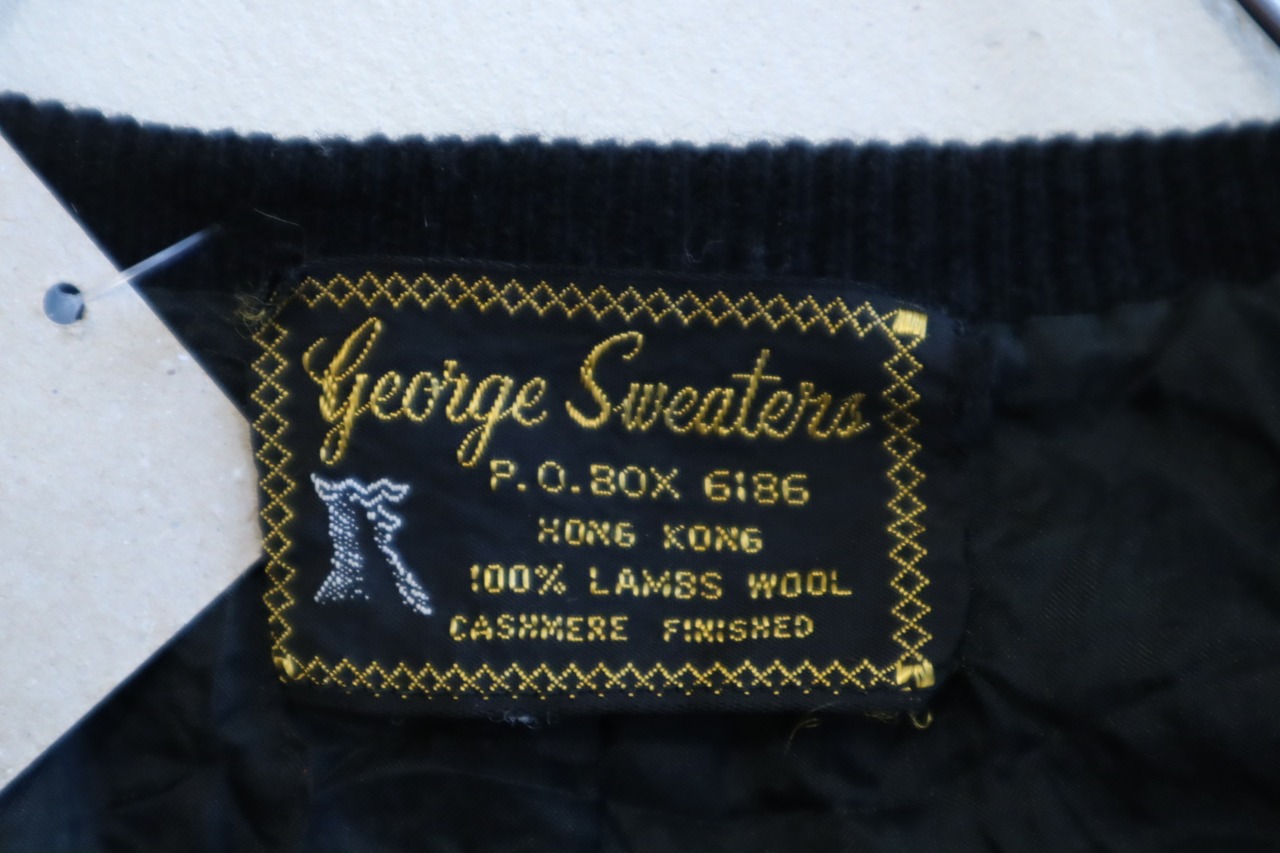 George Sweaters
P.O.BOX 6186
HONG KONG
100% LAMBS WOOL
CASHMERE FINISHED